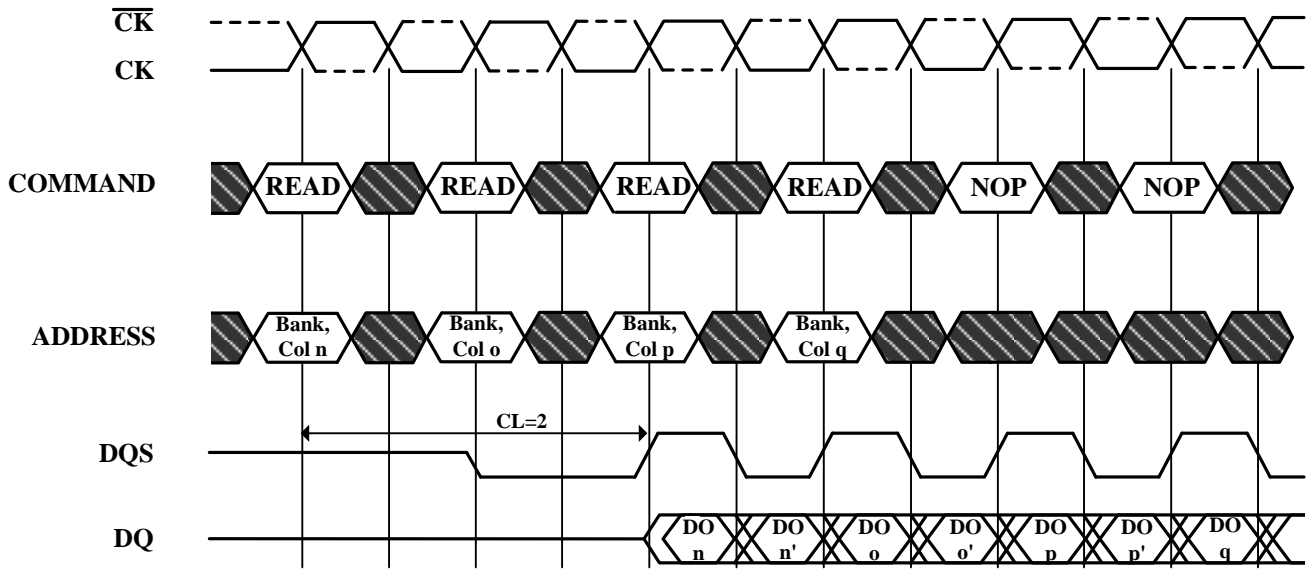 CK
CK
COMMAND
READ
READ
READ
READ
NOP
NOP
ADDRESS
Bank,
Col n
Bank,
Col o
Bank,
Col p
Bank,
Col q
CL=2
DQS
DQ
DO
n
DO
n'
DO
o
DO
o'
DO
p
DO
p'
DO
q